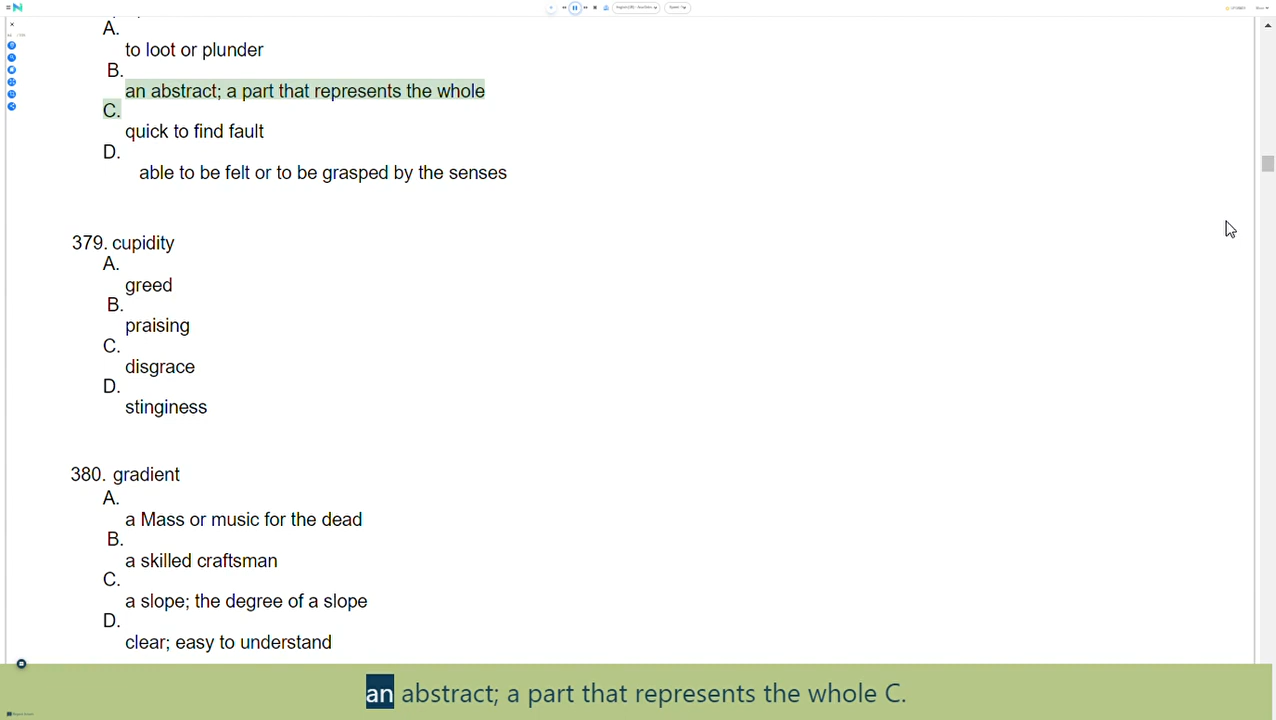 A.
to loot or plunder
B.
an abstract; a part that represents the whole
C.
quick to find fault
D.
able to be felt or to be grasped by the senses
379. cupidity
A.
greed
B.
praising
C.
disgrace
D.
stinginess
380. gradient
A.
a Mass or music for the dead
B.
a skilled craftsman
C.
a slope; the degree of a slope
D.
clear; easy to understand
an abstract; a part that represents the whole C.